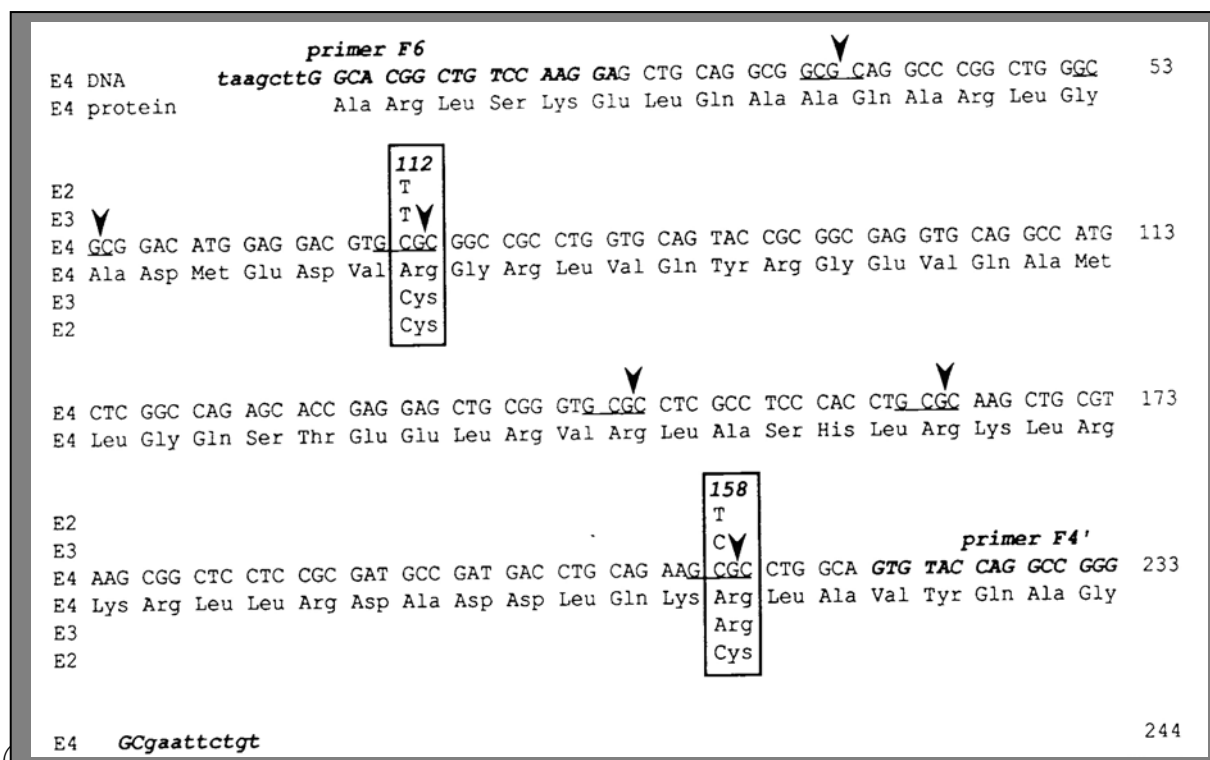 primer F6
E4 DNA taagcttG GCA CGG CTG TCC AAG GAG CTG CAG GCG GCG CAG GCC CGG CTG GGC 53
E4 protein Ala Arg Leu Ser Lys Glu Leu Gln Ala Ala Gln Ala Arg Leu Gly
112
E2 T
E3 T
E4 GCG GAC ATG GAG GAC GTG CGC GGC CGC CTG GTG CAG TAC CGC GGC GAG GTG CAG GCC ATG 113
E4 Ala Asp Met Glu Asp Val Arg Gly Arg Leu Val Gln Tyr Arg Gly Glu Val Gln Ala Met
E3 Cys
E2 Cys
E4 CTC GGC CAG AGC ACC GAG GAG CTG CGG GTG CGC CTC GCC TCC CAC CTG CGC AAG CTG CGT 173
E4 Leu Gly Gln Ser Thr Glu Glu Leu Arg Val Arg Leu Ala Ser His Leu Arg Lys Leu Arg
158
E2 T
E3 C primer F4'
E4 AAG CGG CTC CTC CGC GAT GCC GAT GAC CTG CAG AAG CGC CTG GCA GTG TAC CAG GCC GGG 233
E4 Lys Arg Leu Leu Arg Asp Ala Asp Asp Leu Gln Lys Arg Leu Ala Val Tyr Gln Ala Gly
E3 Arg
E2 Cys
E4 GCgaattctgt 244
(